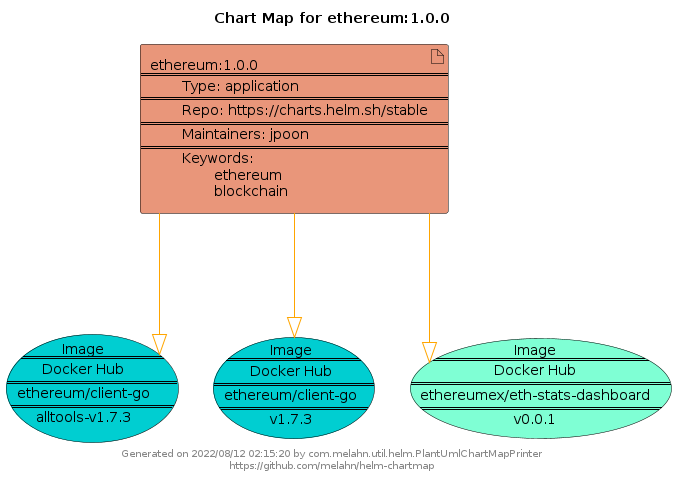 Chart Map for ethereum:1.0.0
ethereum:1.0.0
Type: application
Repo: https://charts.helm.sh/stable
Maintainers: jpoon
Keywords:
ethereum
blockchain
Image
Docker Hub
ethereum/client-go
alltools-v1.7.3
Image
Docker Hub
ethereum/client-go
v1.7.3
Image
Docker Hub
ethereumex/eth-stats-dashboard
v0.0.1
Generated on 2022/08/12 02:15:20 by com.melahn.util.helm.PlantUmlChartMapPrinter
https://github.com/melahn/helm-chartmap